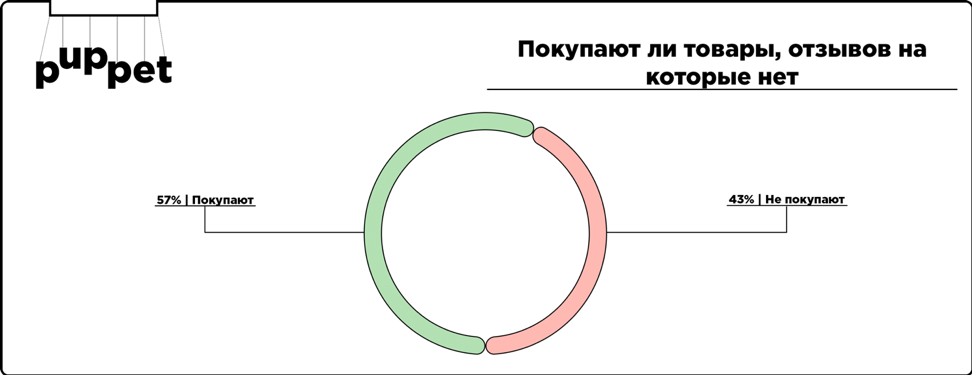 puppet
Покупают ли товары, отзывов на
которые нет
57% | Покупают
43% | Не покупают